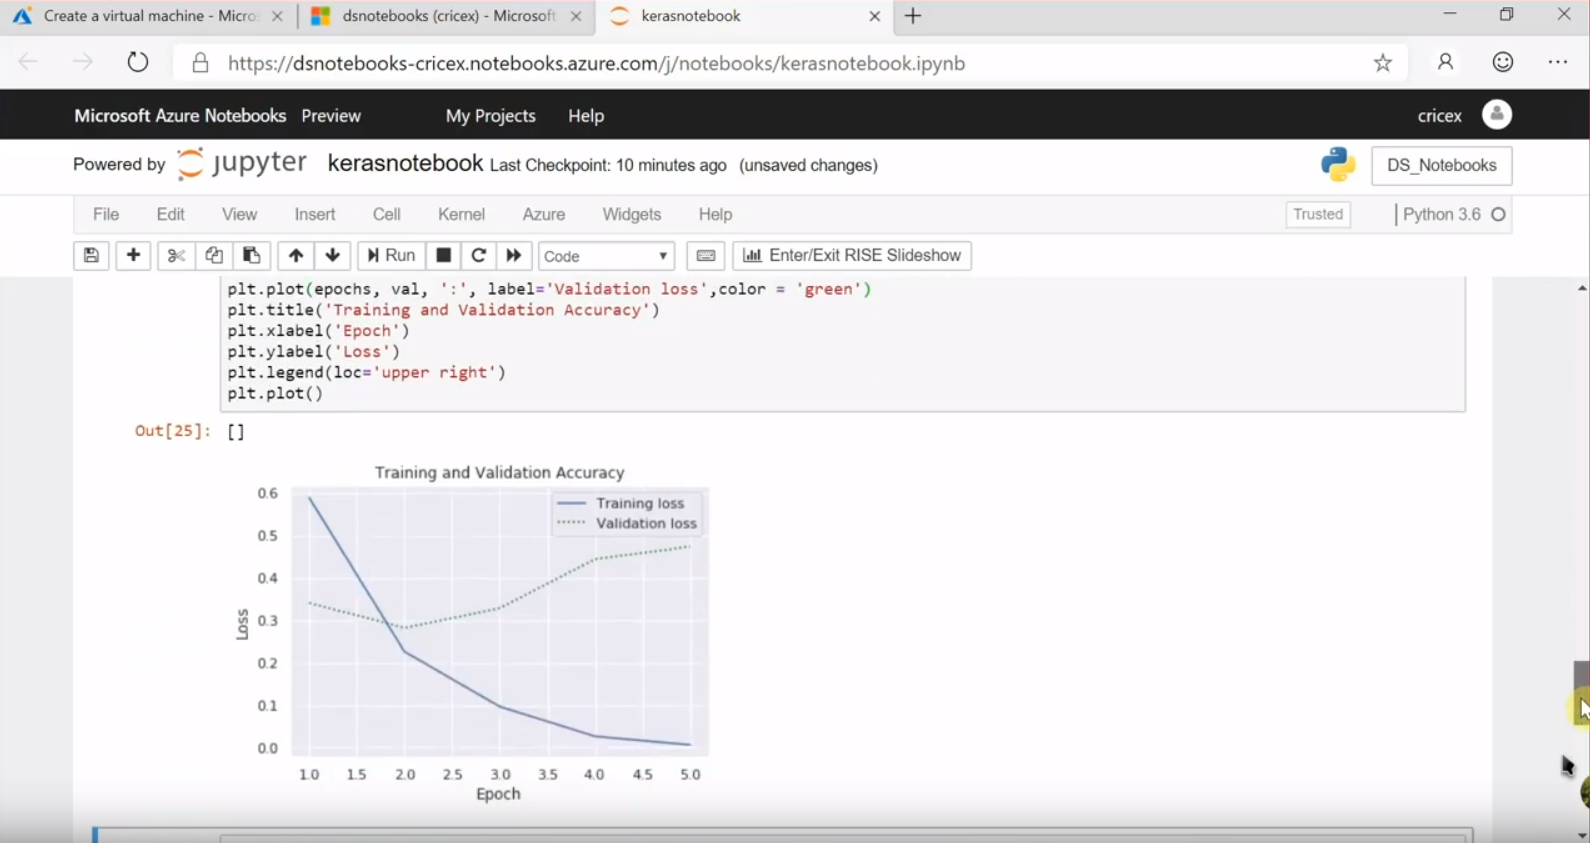 Create a virtual machine - Micro
dsnotebooks (cricex) - Microsoft
kerasnotebook
https://dsnotebooks-cricex.notebooks.azure.com/j/notebooks/kerasnotebook.ipynb
Microsoft Azure Notebooks Preview My Projects Help cricex
Powered by jupyter kerasnotebook Last Checkpoint: 10 minutes ago (unsaved changes) DS_Notebooks
File Edit View Insert Cell Kernel Azure Widgets Help Trusted Python 3.6
Run Code Enter/Exit RISE Slideshow
plt.plot(epochs, val, ':', label='Validation loss',color = 'green')
plt.title('Training and Validation Accuracy')
plt.xlabel('Epoch')
plt.ylabel('Loss')
plt.legend(loc='upper right')
plt.plot()
Out[25]: []
Training and Validation Accuracy
Training loss
Validation loss
Loss
0.6
0.5
0.4
0.3
0.2
0.1
0.0
1.0 1.5 2.0 2.5 3.0 3.5 4.0 4.5 5.0
Epoch